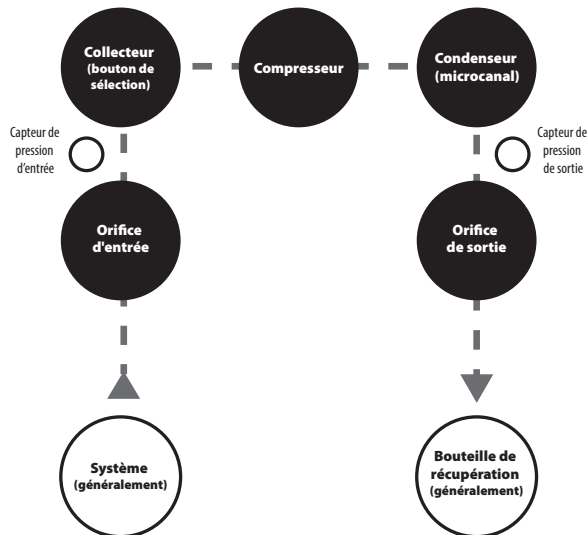 Collecteur
(bouton de
sélection)
Compresseur
Condenseur
(microcanal)
Capteur de
pression
d'entrée
Capteur de
pression
de sortie
Orifice
d'entrée
Orifice
de sortie
Système
(généralement)
Bouteille de
récupération
(généralement)